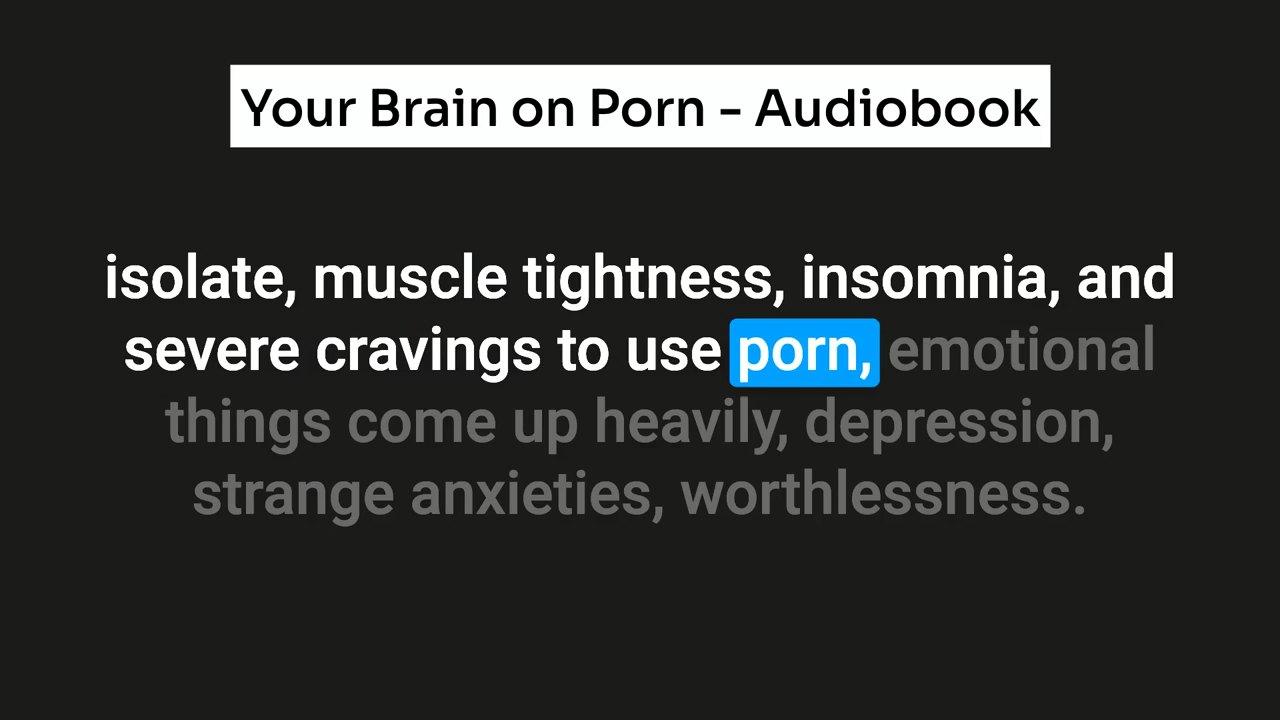 Your Brain on Porn - Audiobook
isolate, muscle tightness, insomnia, and
severe cravings to use porn, emotional
things come up heavily, depression,
strange anxieties, worthlessness.